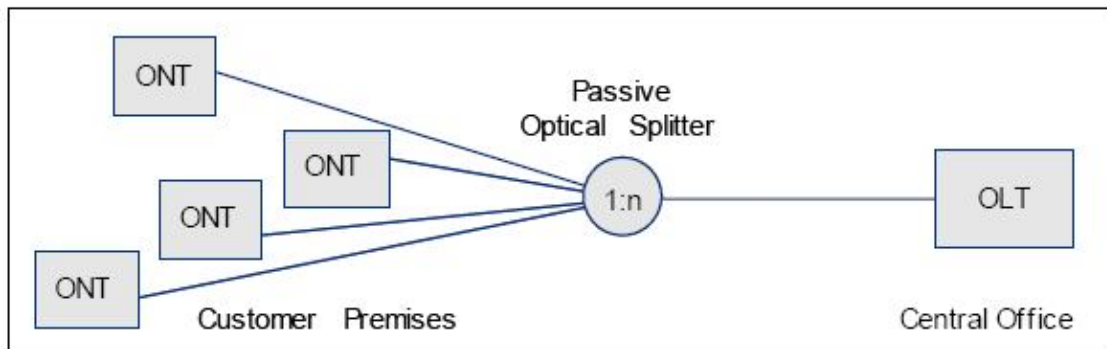 ONT
Passive
Optical Splitter
ONT
1:n
OLT
ONT
ONT
Customer Premises
Central Office